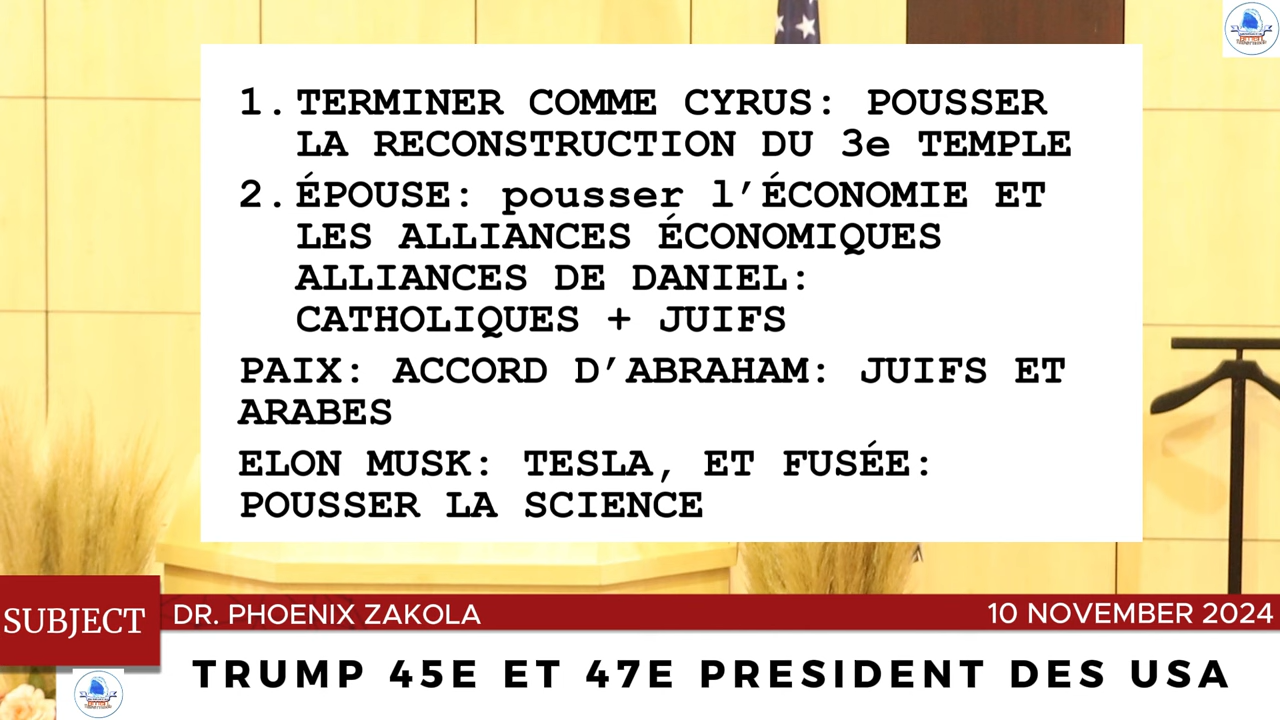 1. TERMINER COMME CYRUS: POUSSER
LA RECONSTRUCTION DU 3e TEMPLE
2. ÉPOUSE: pousser l’ÉCONOMIE ET
LES ALLIANCES ÉCONOMIQUES
ALLIANCES DE DANIEL:
CATHOLIQUES + JUIFS
PAIX: ACCORD D’ABRAHAM: JUIFS ET
ARABES
ELON MUSK: TESLA, ET FUSÉE:
POUSSER LA SCIENCE
SUBJECT
DR. PHOENIX ZAKOLA
10 NOVEMBER 2024
TRUMP 45E ET 47E PRESIDENT DES USA